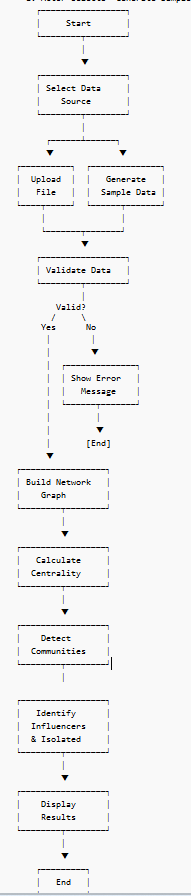 Start
Select Data
Source
Upload Generate
File Sample Data
Validate Data
Valid?
Yes No
Show Error
Message
[End]
Build Network
Graph
Calculate
Centrality
Detect
Communities
Identify
Influencers
& Isolated
Display
Results
End